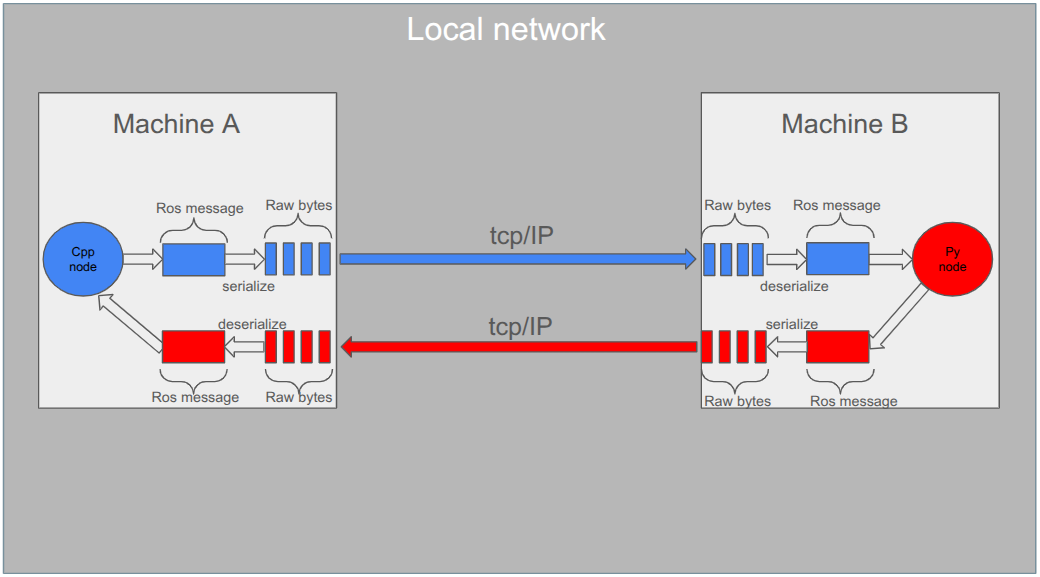 Local network
Machine A
Machine B
Ros message
Raw bytes
Raw bytes
Ros message
Cpp
node
tcp/IP
Py
node
serialize
deserialize
deserialize
tcp/IP
serialize
Ros message
Raw bytes
Raw bytes
Ros message